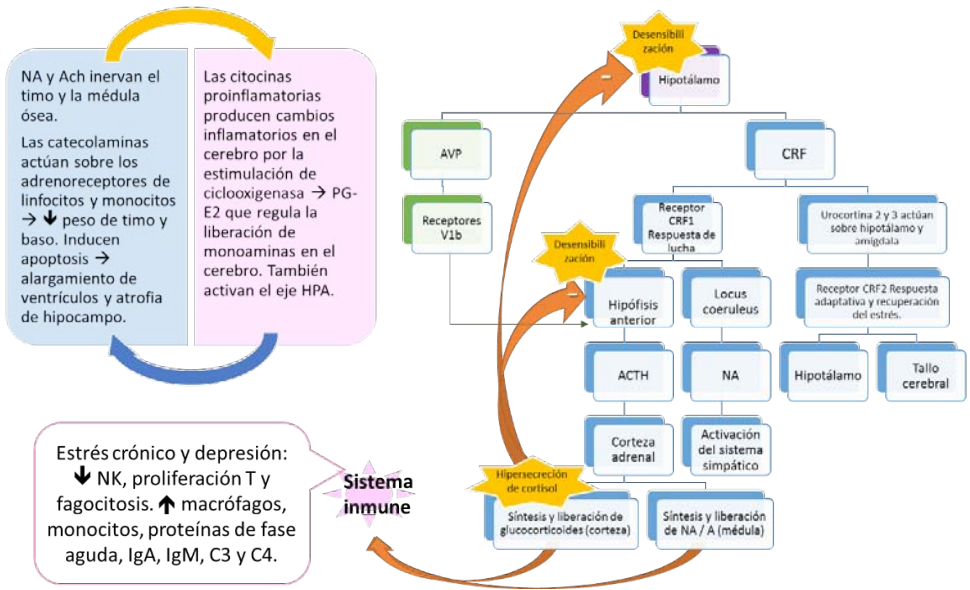 NA y Ach inervan el
timo y la médula
ósea.
Las catecolaminas
actúan sobre los
adrenoreceptores de
linfocitos y monocitos
→ ↓ peso de timo y
baso. Inducen
apoptosis →
alargamiento de
ventrículos y atrofia
de hipocampo.
Las citocinas
proinflamatorias
producen cambios
inflamatorios en el
cerebro por la
estimulación de
ciclooxigenasa → PG-
E2 que regula la
liberación de
monoaminas en el
cerebro. También
activan el eje HPA.
Desensibili
zación
–
Hipotálamo
AVP
CRF
Receptores
V1b
Receptor
CRF1
Respuesta de
lucha
Urocortina 2 y 3 actúan
sobre hipotálamo y
amigdala
Desensibili
zación
–
Hipófisis
anterior
Locus
coeruleus
Receptor CRF2 Respuesta
adaptativa y recuperación
del estrés.
ACTH
NA
Hipotálamo
Tallo
cerebral
Corteza
adrenal
Activación
del sistema
simpático
Hipersecreción
de cortisol
Síntesis y liberación de
glucocorticoides (corteza)
Síntesis y liberación
de NA / A (médula)
Estrés crónico y depresión:
↓ NK, proliferación T y
fagocitosis. ↑ macrófagos,
monocitos, proteínas de fase
aguda, IgA, IgM, C3 y C4.
Sistema
inmune